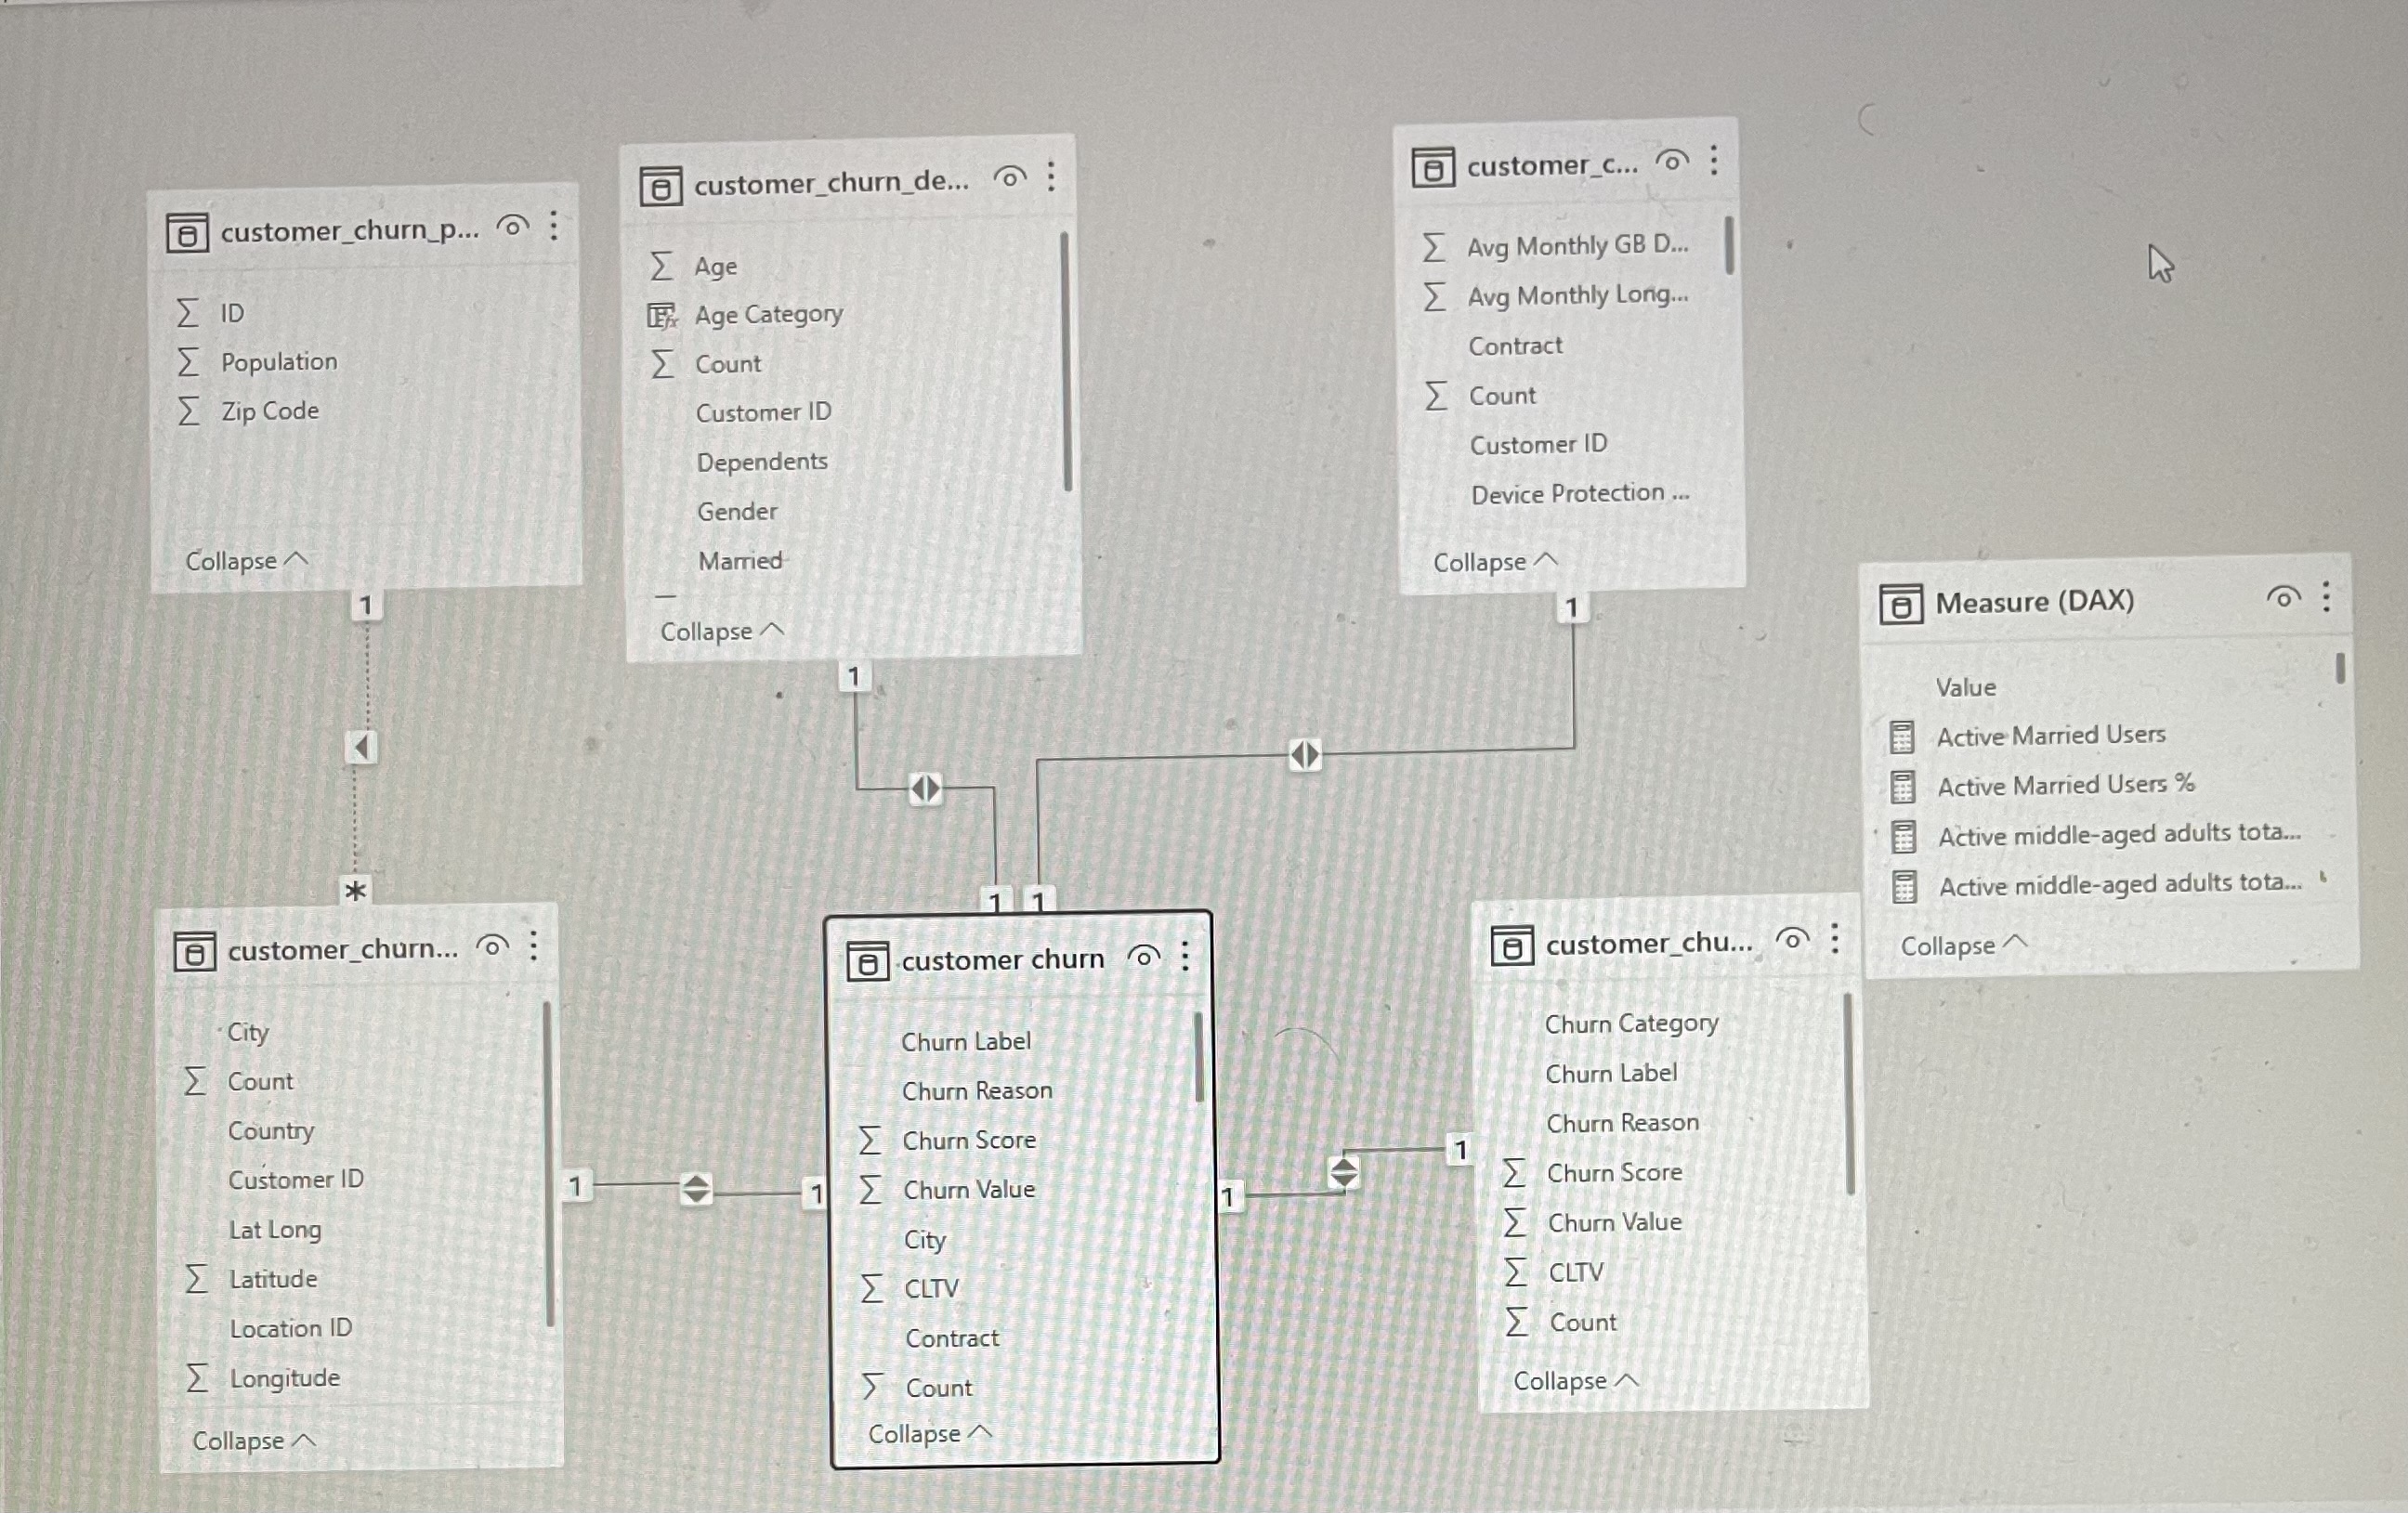 customer_churn_p...
ID
Population
Zip Code
Collapse
1
*
customer_churn_de...
Age
Age Category
Count
Customer ID
Dependents
Gender
Married
Collapse
1
1
customer_c...
Avg Monthly GB D...
Avg Monthly Long...
Contract
Count
Customer ID
Device Protection ...
Collapse
1
1
Measure (DAX)
Value
Active Married Users
Active Married Users %
Active middle-aged adults tota...
Active middle-aged adults tota...
Collapse
customer_churn...
City
Count
Country
Customer ID
Lat Long
Latitude
Location ID
Longitude
Collapse
1
1
customer churn
Churn Label
Churn Reason
Churn Score
Churn Value
City
CLTV
Contract
Count
Collapse
1
1
customer_chu...
Churn Category
Churn Label
Churn Reason
Churn Score
Churn Value
CLTV
Count
Collapse